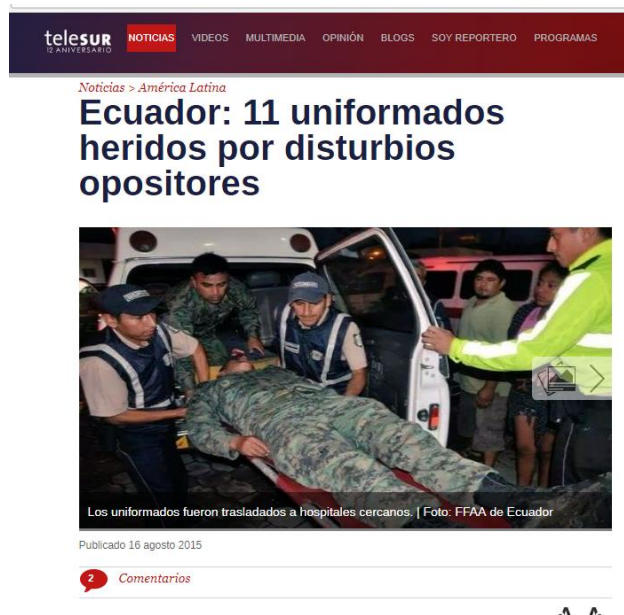 teleSUR
12 ANIVERSARIO
NOTICIAS VIDEOS MULTIMEDIA OPINIÓN BLOGS SOY REPORTERO PROGRAMAS
Noticias > América Latina
Ecuador: 11 uniformados
heridos por disturbios
opositores
Los uniformados fueron trasladados a hospitales cercanos. | Foto: FFAA de Ecuador
Publicado 16 agosto 2015
2 Comentarios